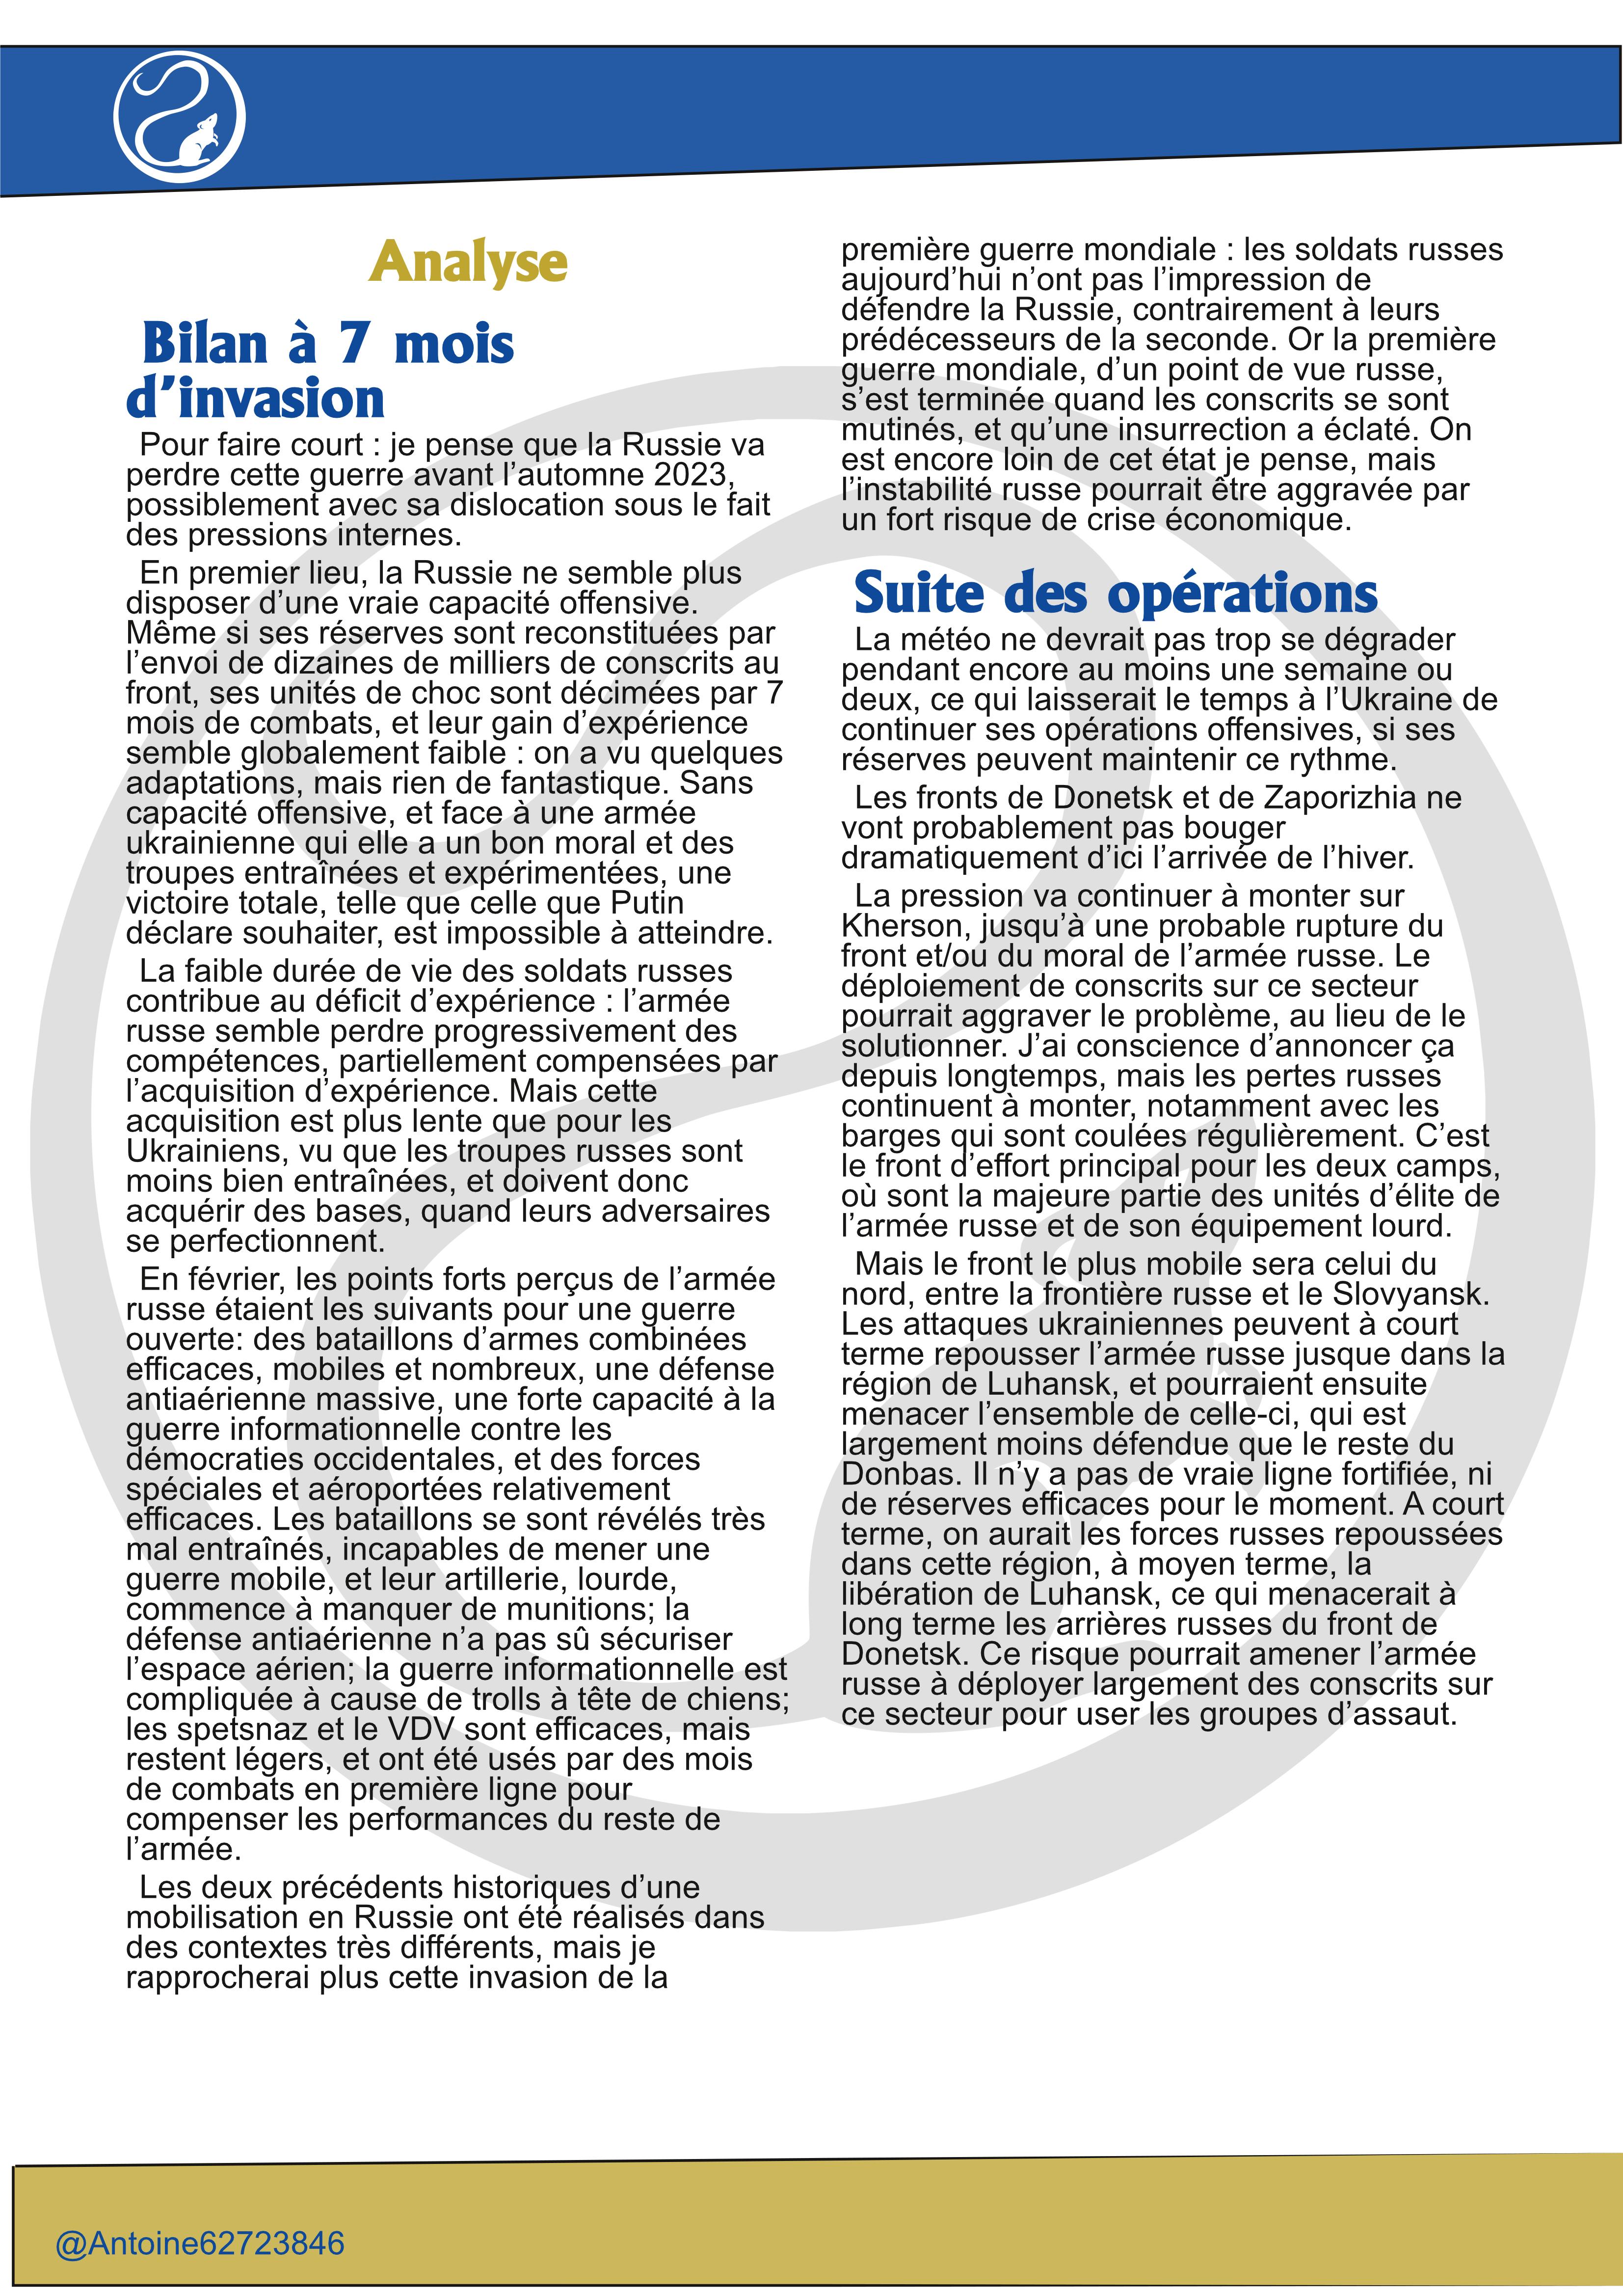 Analyse
Bilan à 7 mois
d’invasion
Pour faire court : je pense que la Russie va
perdre cette guerre avant l’automne 2023,
possiblement avec sa dislocation sous le fait
des pressions internes.
En premier lieu, la Russie ne semble plus
disposer d’une vraie capacité offensive.
Même si ses réserves sont reconstituées par
l’envoi de dizaines de milliers de conscrits au
front, ses unités de choc sont décimées par 7
mois de combats, et leur gain d’expérience
semble globalement faible : on a vu quelques
adaptations, mais rien de fantastique. Sans
capacité offensive, et face à une armée
ukrainienne qui elle a un bon moral et des
troupes entraînées et expérimentées, une
victoire totale, telle que celle que Putin
déclare souhaiter, est impossible à atteindre.
La faible durée de vie des soldats russes
contribue au déficit d’expérience : l’armée
russe semble perdre progressivement des
compétences, partiellement compensées par
l’acquisition d’expérience. Mais cette
acquisition est plus lente que pour les
Ukrainiens, vu que les troupes russes sont
moins bien entraînées, et doivent donc
acquérir des bases, quand leurs adversaires
se perfectionnent.
En février, les points forts perçus de l’armée
russe étaient les suivants pour une guerre
ouverte: des bataillons d’armes combinées
efficaces, mobiles et nombreux, une défense
antiaérienne massive, une forte capacité à la
guerre informationnelle contre les
démocraties occidentales, et des forces
spéciales et aéroportées relativement
efficaces. Les bataillons se sont révélés très
mal entraînés, incapables de mener une
guerre mobile, et leur artillerie, lourde,
commence à manquer de munitions; la
défense antiaérienne n’a pas sû sécuriser
l’espace aérien; la guerre informationnelle est
compliquée à cause de trolls à tête de chiens;
les spetsnaz et le VDV sont efficaces, mais
restent légers, et ont été usés par des mois
de combats en première ligne pour
compenser les performances du reste de
l’armée.
Les deux précédents historiques d’une
mobilisation en Russie ont été réalisés dans
des contextes très différents, mais je
rapprocherai plus cette invasion de la
première guerre mondiale : les soldats russes
aujourd’hui n’ont pas l’impression de
défendre la Russie, contrairement à leurs
prédécesseurs de la seconde. Or la première
guerre mondiale, d’un point de vue russe,
s’est terminée quand les conscrits se sont
mutinés, et qu’une insurrection a éclaté. On
est encore loin de cet état je pense, mais
l’instabilité russe pourrait être aggravée par
un fort risque de crise économique.
Suite des opérations
La météo ne devrait pas trop se dégrader
pendant encore au moins une semaine ou
deux, ce qui laisserait le temps à l’Ukraine de
continuer ses opérations offensives, si ses
réserves peuvent maintenir ce rythme.
Les fronts de Donetsk et de Zaporizhia ne
vont probablement pas bouger
dramatiquement d’ici l’arrivée de l’hiver.
La pression va continuer à monter sur
Kherson, jusqu’à une probable rupture du
front et/ou du moral de l’armée russe. Le
déploiement de conscrits sur ce secteur
pourrait aggraver le problème, au lieu de le
solutionner. J’ai conscience d’annoncer ça
depuis longtemps, mais les pertes russes
continuent à monter, notamment avec les
barges qui sont coulées régulièrement. C’est
le front d’effort principal pour les deux camps,
où sont la majeure partie des unités d’élite de
l’armée russe et de son équipement lourd.
Mais le front le plus mobile sera celui du
nord, entre la frontière russe et le Slovyansk.
Les attaques ukrainiennes peuvent à court
terme repousser l’armée russe jusque dans la
région de Luhansk, et pourraient ensuite
menacer l’ensemble de celle-ci, qui est
largement moins défendue que le reste du
Donbas. Il n’y a pas de vraie ligne fortifiée, ni
de réserves efficaces pour le moment. A court
terme, on aurait les forces russes repoussées
dans cette région, à moyen terme, la
libération de Luhansk, ce qui menacerait à
long terme les arrières russes du front de
Donetsk. Ce risque pourrait amener l’armée
russe à déployer largement des conscrits sur
ce secteur pour user les groupes d’assaut.
@Antoine62723846